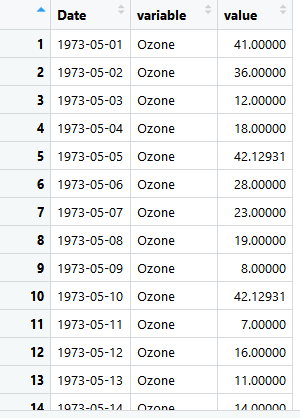 Date variable value
1 1973-05-01 Ozone 41.00000
2 1973-05-02 Ozone 36.00000
3 1973-05-03 Ozone 12.00000
4 1973-05-04 Ozone 18.00000
5 1973-05-05 Ozone 42.12931
6 1973-05-06 Ozone 28.00000
7 1973-05-07 Ozone 23.00000
8 1973-05-08 Ozone 19.00000
9 1973-05-09 Ozone 8.00000
10 1973-05-10 Ozone 42.12931
11 1973-05-11 Ozone 7.00000
12 1973-05-12 Ozone 16.00000
13 1973-05-13 Ozone 11.00000
14 1973-05-14 Ozone 14.00000